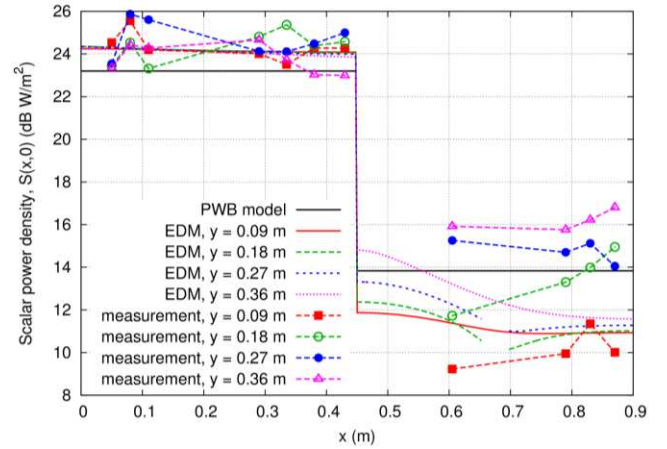 26
24
22
20
18
16
14
12
10
8
Scalar power density, S(x,0) (dB W/m²)
PWB model
EDM, y = 0.09 m
EDM, y = 0.18 m
EDM, y = 0.27 m
EDM, y = 0.36 m
measurement, y = 0.09 m
measurement, y = 0.18 m
measurement, y = 0.27 m
measurement, y = 0.36 m
0 0.1 0.2 0.3 0.4 0.5 0.6 0.7 0.8 0.9
x (m)